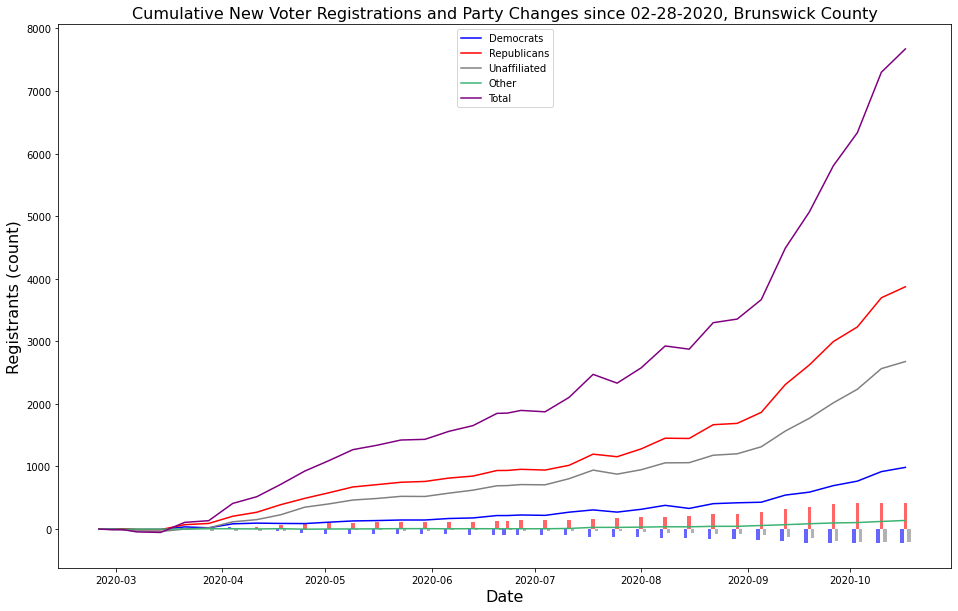 Cumulative New Voter Registrations and Party Changes since 02-28-2020, Brunswick County
Democrats
Republicans
Unaffiliated
Other
Total
Registrants (count)
8000
7000
6000
5000
4000
3000
2000
1000
0
2020-03 2020-04 2020-05 2020-06 2020-07 2020-08 2020-09 2020-10
Date